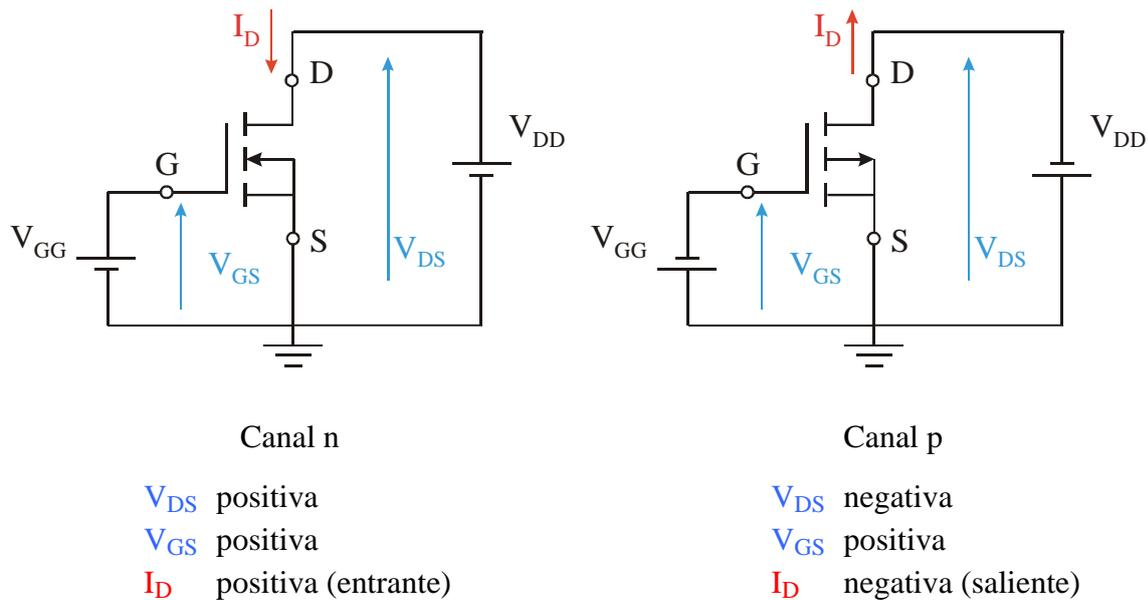 I_D
D
V_DD
G
V_GG
V_GS
S
V_DS
Canal n
V_DS positiva
V_GS positiva
I_D positiva (entrante)
I_D
D
V_DD
G
V_GG
V_GS
S
V_DS
Canal p
V_DS negativa
V_GS positiva
I_D negativa (saliente)